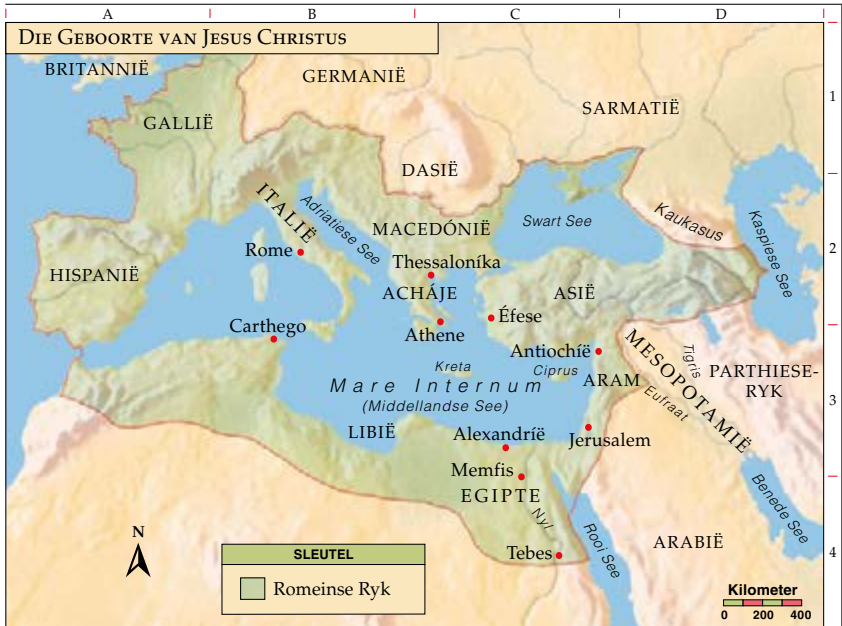 A B C D
DIE GEBOORTE VAN JESUS CHRISTUS
BRITANNIË
GERMANIË
1
SARMATIË
GALLIË
DASIË
ITALIË
Adriatiese See
MACEDÓNIË
Swart See
Kaukasus
Kaspiese See
2
Rome
HISPANIË
Thessaloníka
ACHÁJE
ASIË
Éfese
Carthego
Athene
Antiochíë
MESOPOTAMIË
Tigris
PARTHIESE-
RYK
Kreta
Ciprus
ARAM
Eufraat
Mare Internum
(Middellandse See)
3
LIBIË
Alexandríë
Jerusalem
Memfis
EGIPTE
Nyl
Rooi See
Benede See
N
ARABIË
Tebes
4
SLEUTEL
Romeinse Ryk
Kilometer
0 200 400